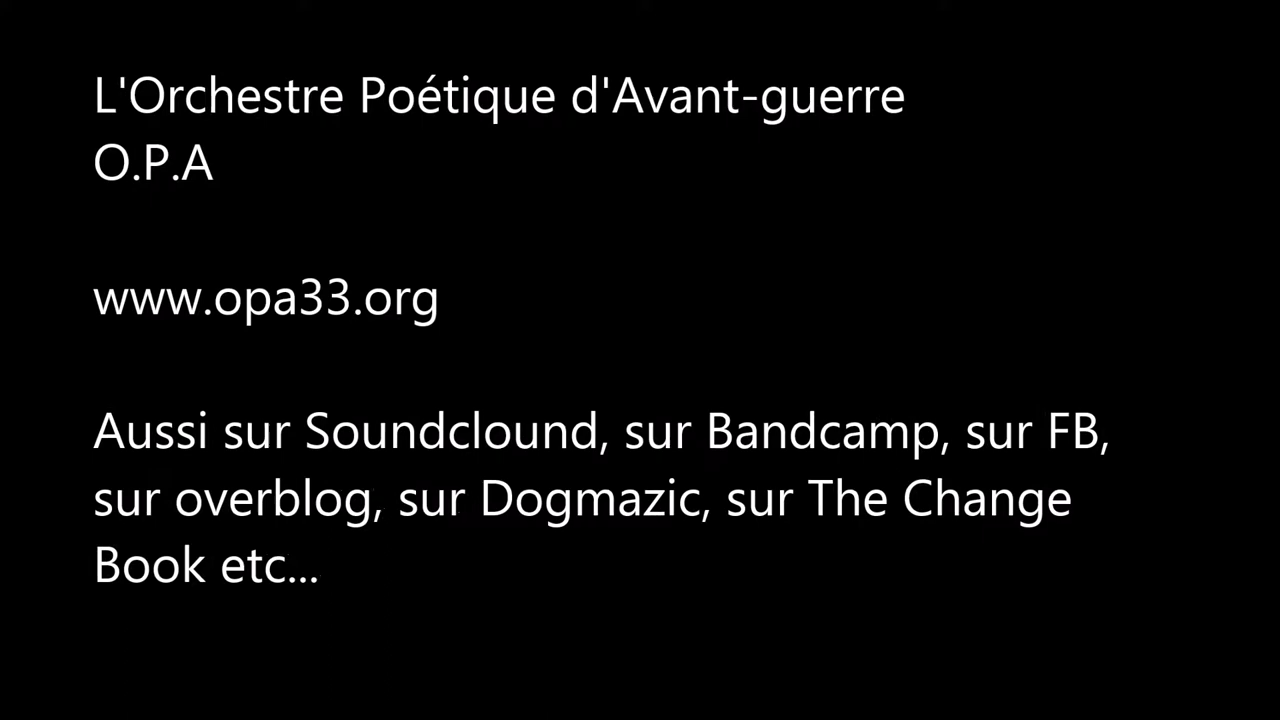 L'Orchestre Poétique d'Avant-guerre
O.P.A
www.opa33.org
Aussi sur Soundclound, sur Bandcamp, sur FB,
sur overblog, sur Dogmazic, sur The Change
Book etc...